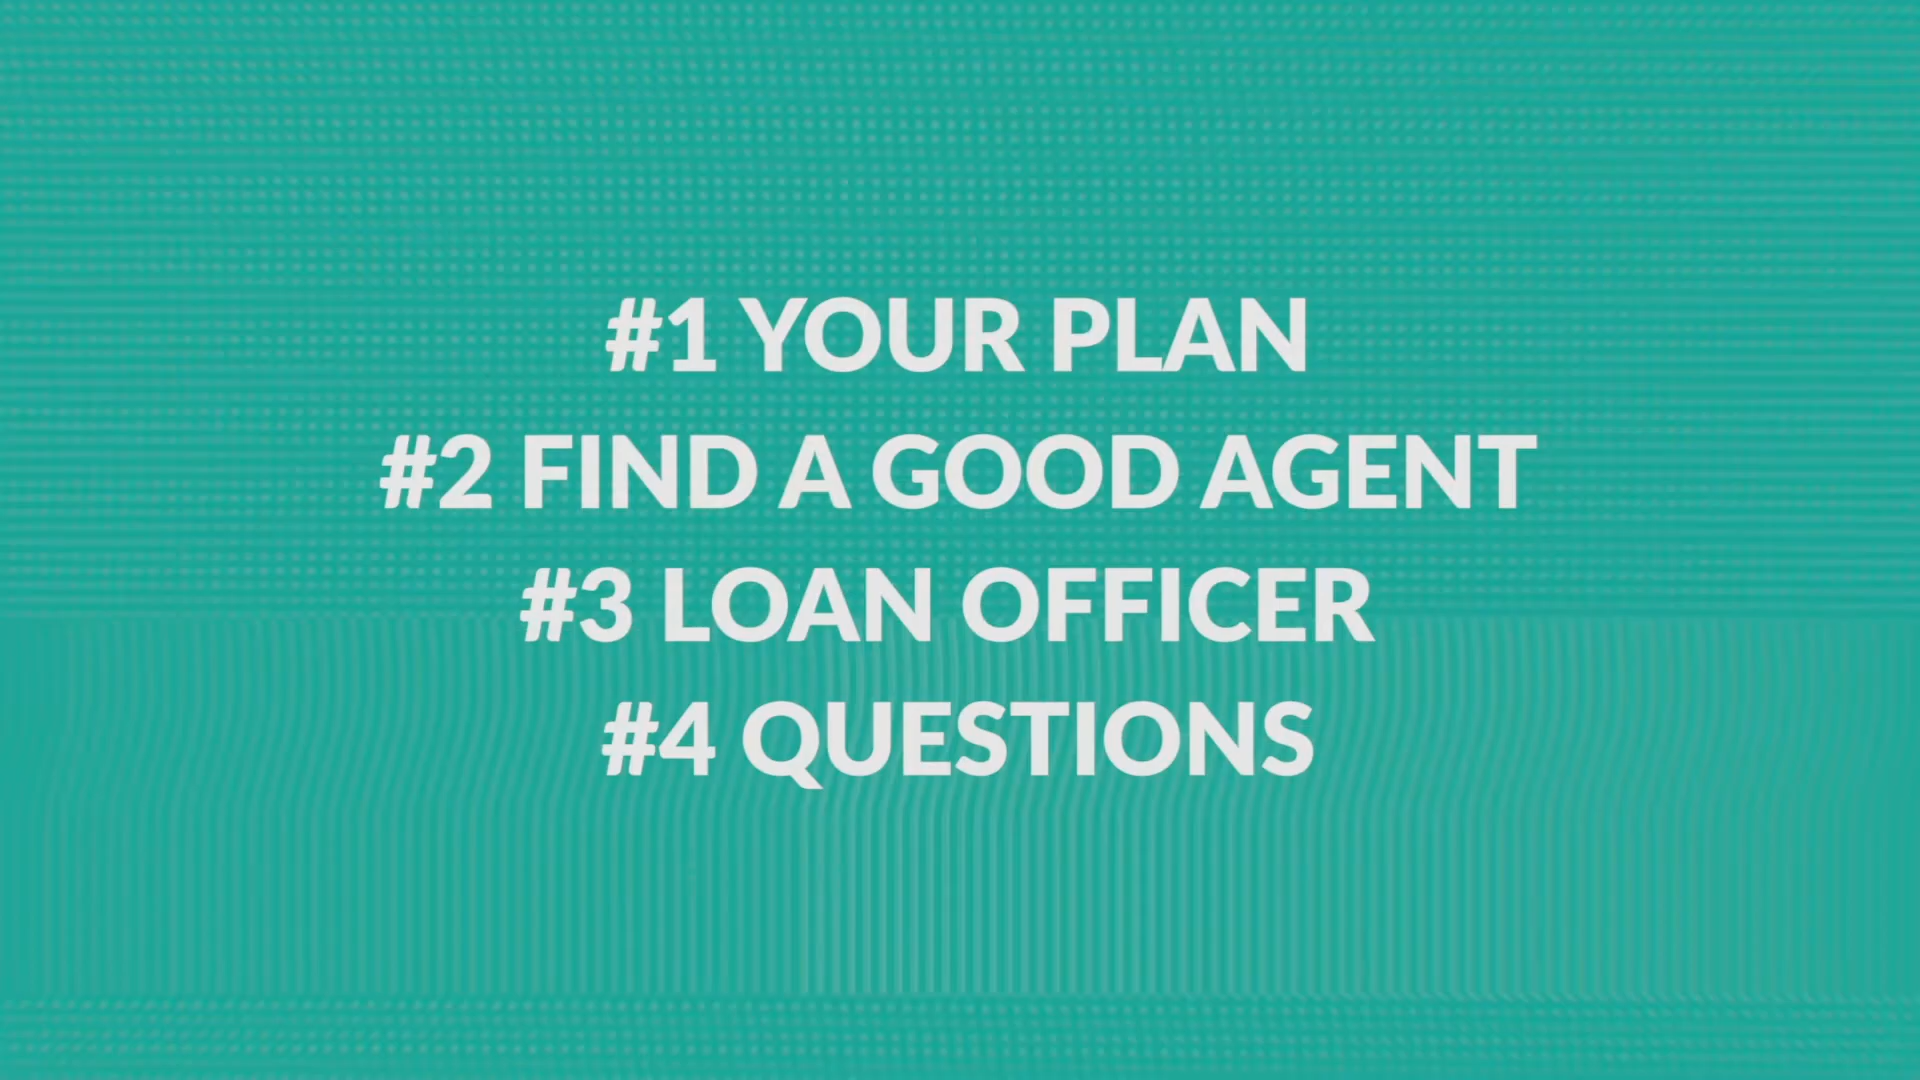 #1 YOUR PLAN
#2 FIND A GOOD AGENT
#3 LOAN OFFICER
#4 QUESTIONS